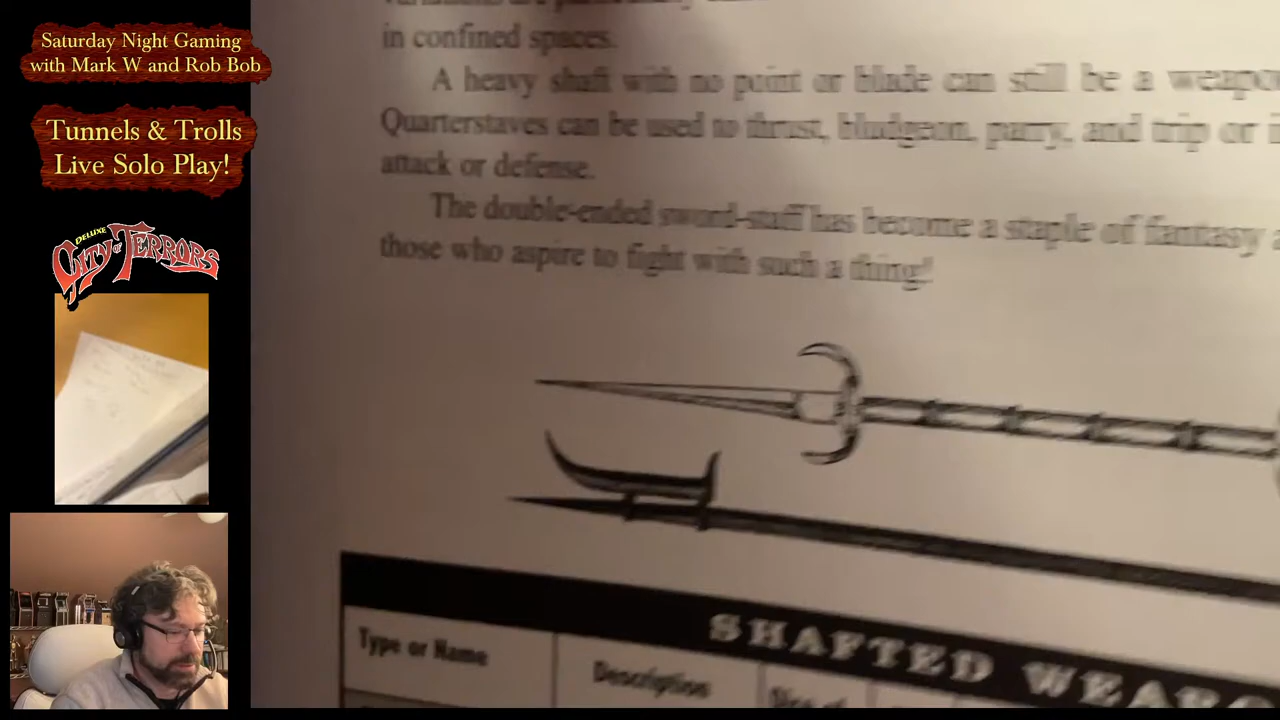 Saturday Night Gaming
with Mark W and Rob Bob
Tunnels & Trolls
Live Solo Play!
DELUXE
CITY OF TERRORS
in confined spaces.
A heavy shaft with no point or blade can still be a
Quarterstaves can be used to thrust, bludgeon, parry, and trip or
attack or defense.
The double-ended sword-staff has become a staple of fantasy
those who aspire to fight with such a thing!
SHAFTED
Type or Name
Description